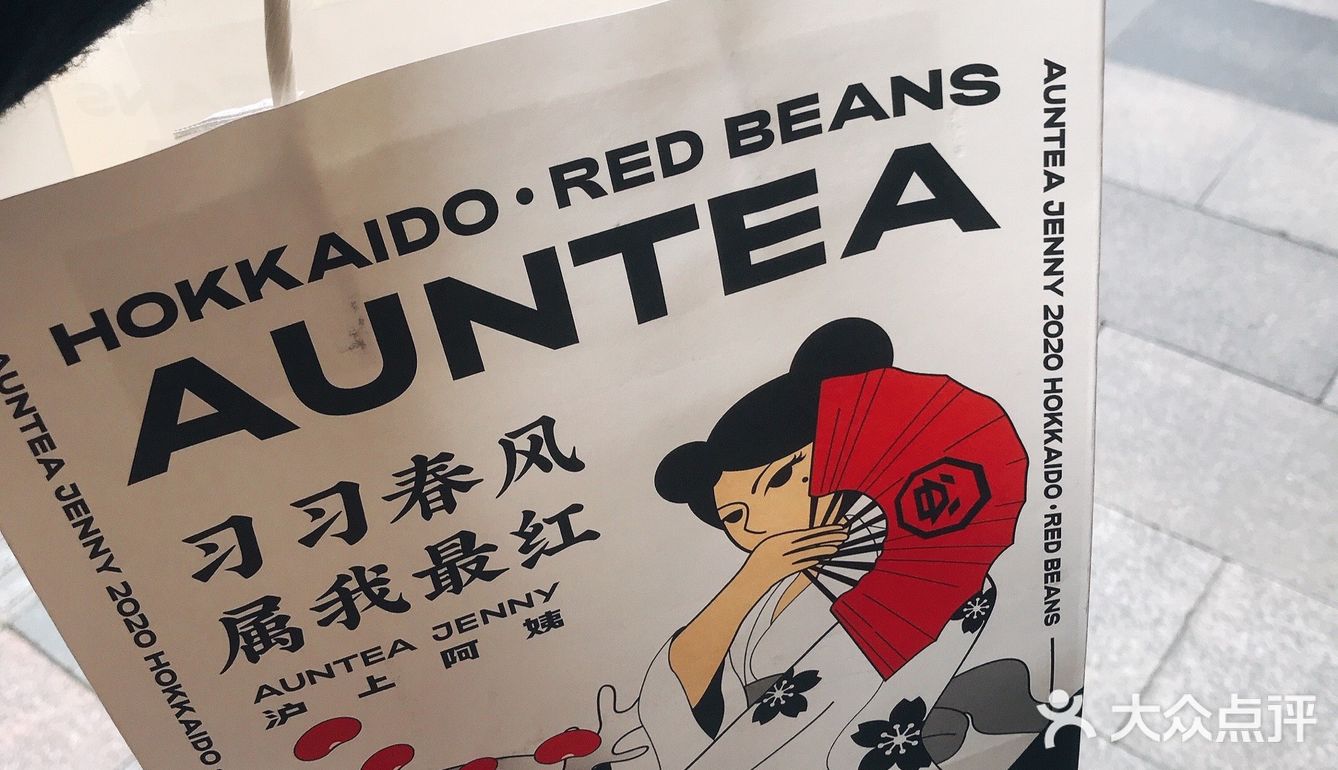 HOKKAIDO·RED BEANS
AUNTEA
习习春风
属我最红
AUNTEA JENNY
沪上阿姨
谷
AUNTEA JENNY 2020 HOKKAIDO·RED BEANS
AUNTEA JENNY 2020 HOKKAIDO
大众点评